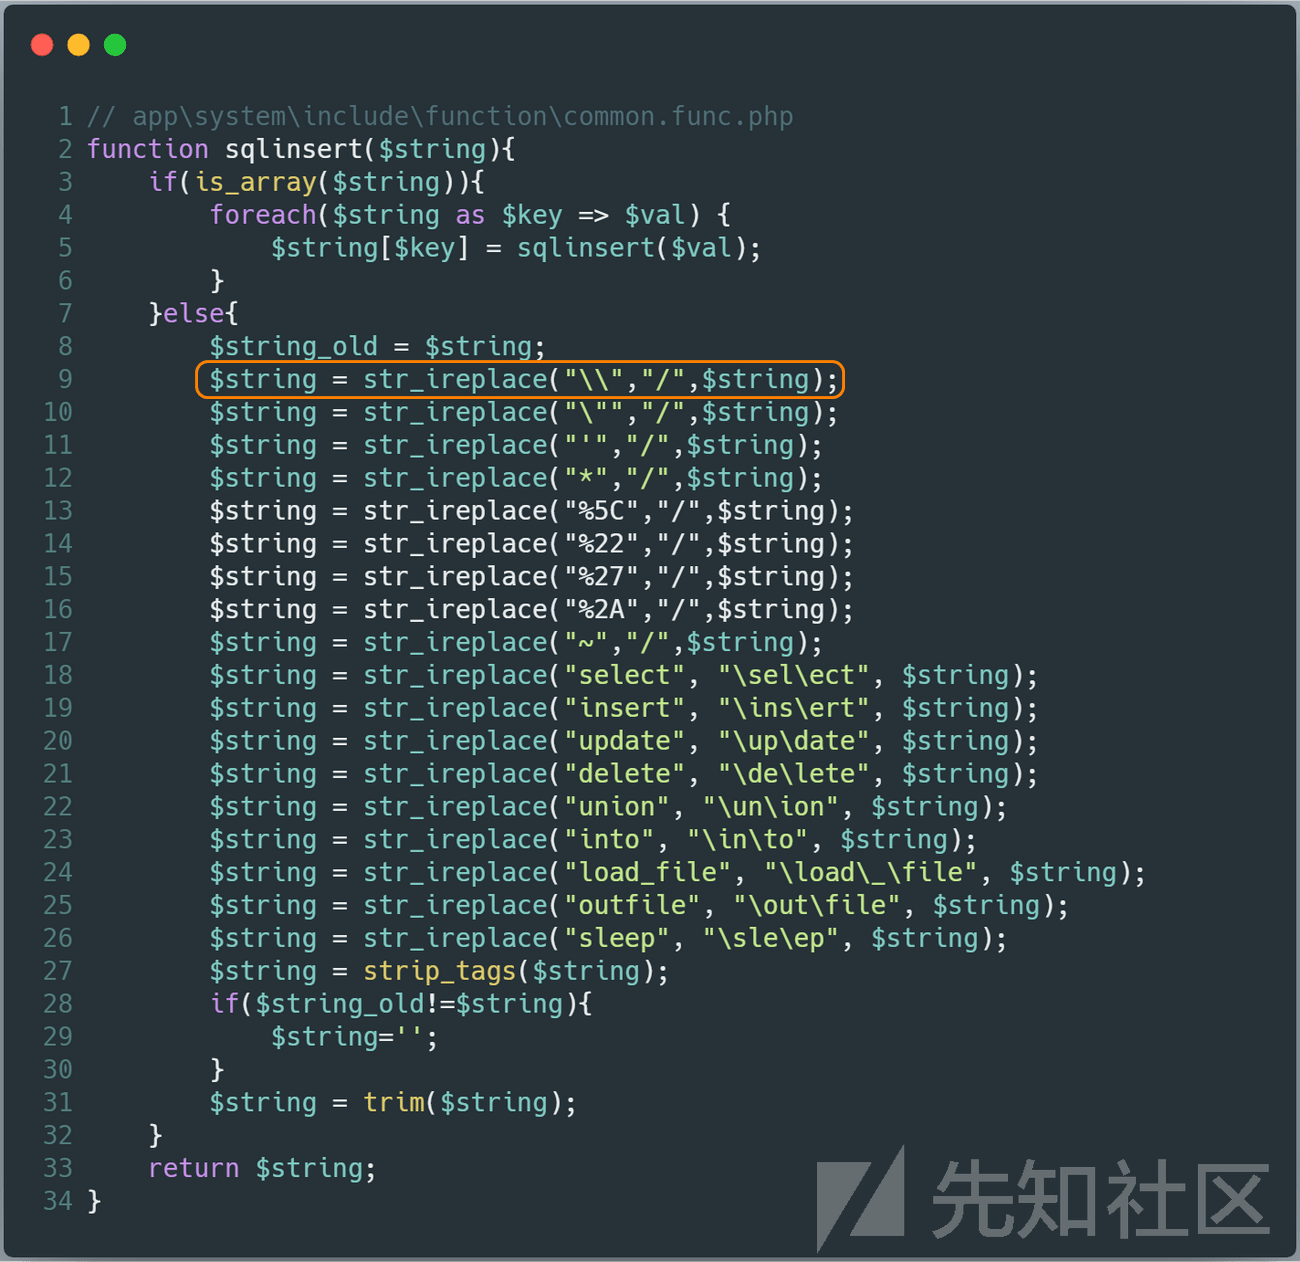 1 // app\system\include\function\common.func.php
2 function sqlinsert($string){
3     if(is_array($string)){
4         foreach($string as $key => $val) {
5             $string[$key] = sqlinsert($val);
6         }
7     }else{
8         $string_old = $string;
9         $string = str_ireplace("\\","/",$string);
10         $string = str_ireplace("\"","/",$string);
11         $string = str_ireplace("'","/",$string);
12         $string = str_ireplace("*","/",$string);
13         $string = str_ireplace("%5C","/",$string);
14         $string = str_ireplace("%22","/",$string);
15         $string = str_ireplace("%27","/",$string);
16         $string = str_ireplace("%2A","/",$string);
17         $string = str_ireplace("~","/",$string);
18         $string = str_ireplace("select", "\sel\ect", $string);
19         $string = str_ireplace("insert", "\ins\ert", $string);
20         $string = str_ireplace("update", "\up\date", $string);
21         $string = str_ireplace("delete", "\de\lete", $string);
22         $string = str_ireplace("union", "\un\ion", $string);
23         $string = str_ireplace("into", "\in\to", $string);
24         $string = str_ireplace("load_file", "\load\_\file", $string);
25         $string = str_ireplace("outfile", "\out\file", $string);
26         $string = str_ireplace("sleep", "\sle\ep", $string);
27         $string = strip_tags($string);
28         if($string_old!=$string){
29             $string='';
30         }
31         $string = trim($string);
32     }
33     return $string;
34 }
先知社区